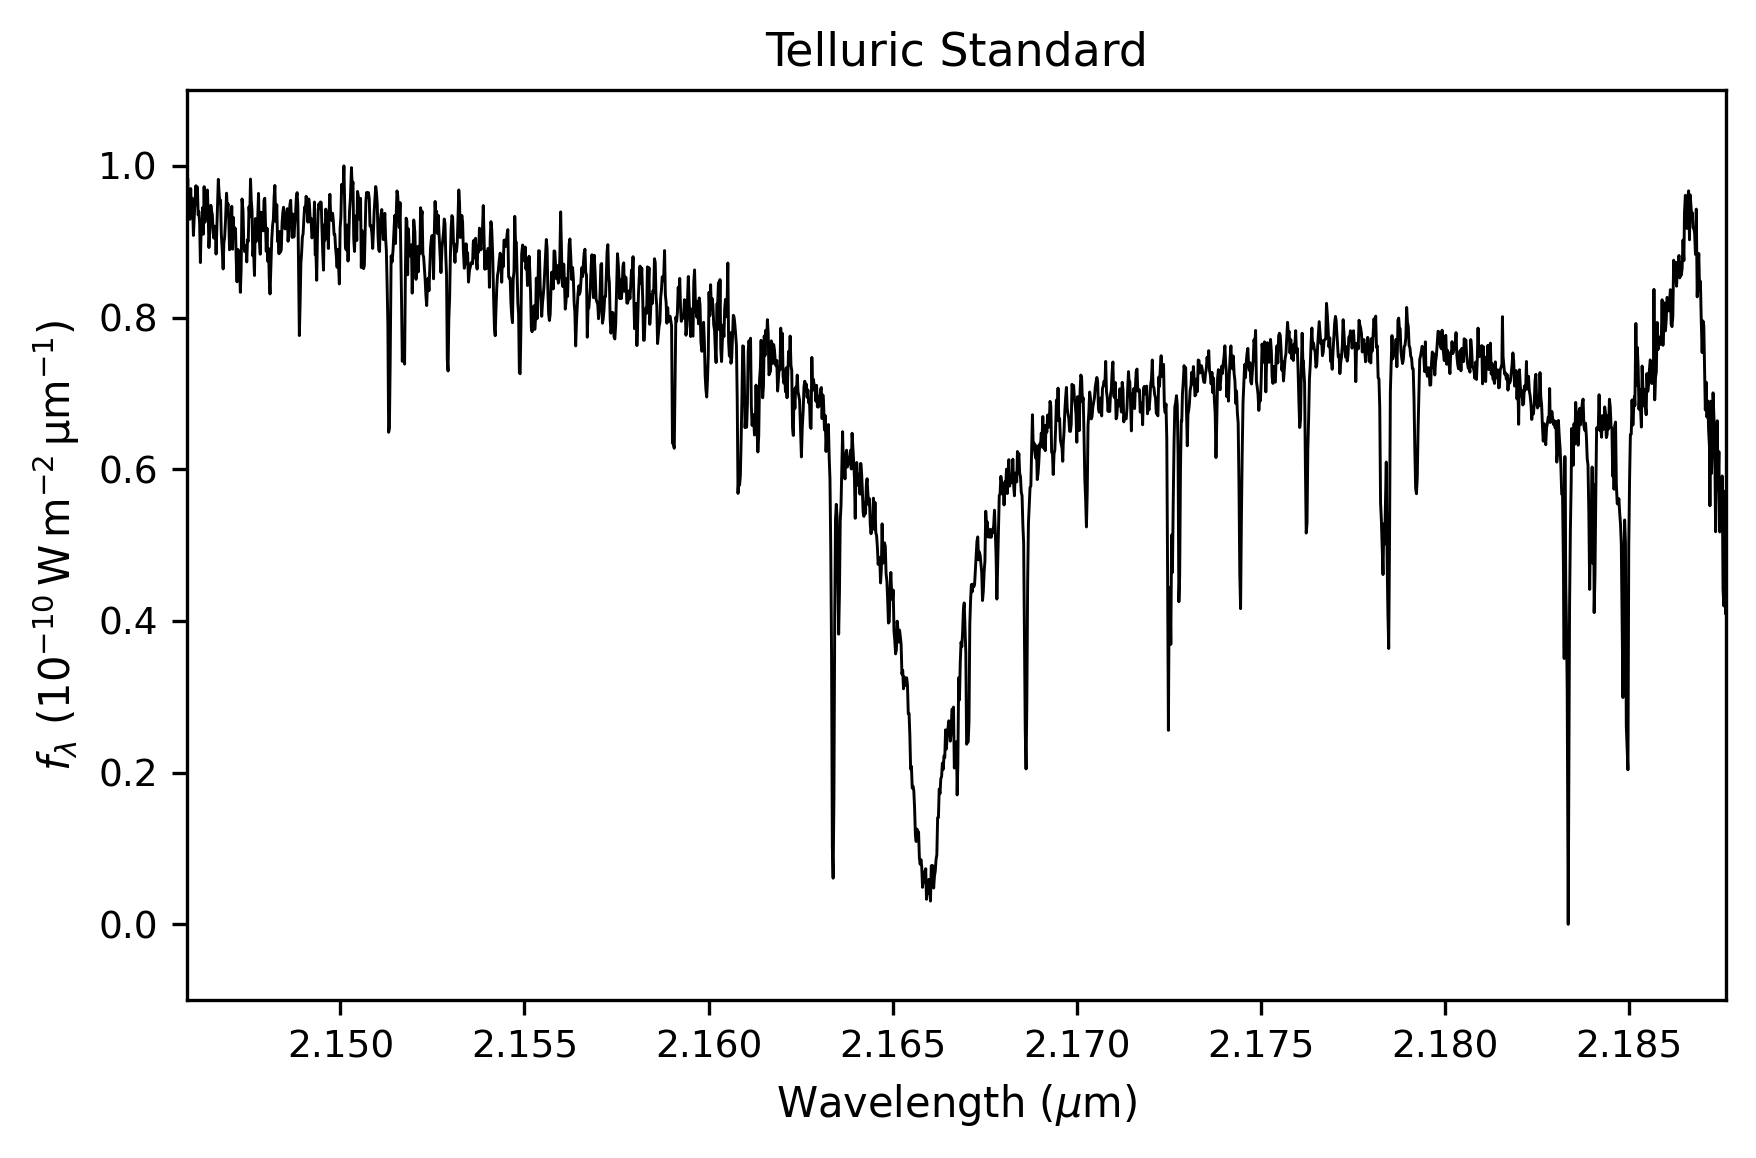 Telluric Standard
1.0
0.8
0.6
0.4
0.2
0.0
f_λ (10⁻¹⁰ W m⁻² μm⁻¹)
2.150 2.155 2.160 2.165 2.170 2.175 2.180 2.185
Wavelength (μm)